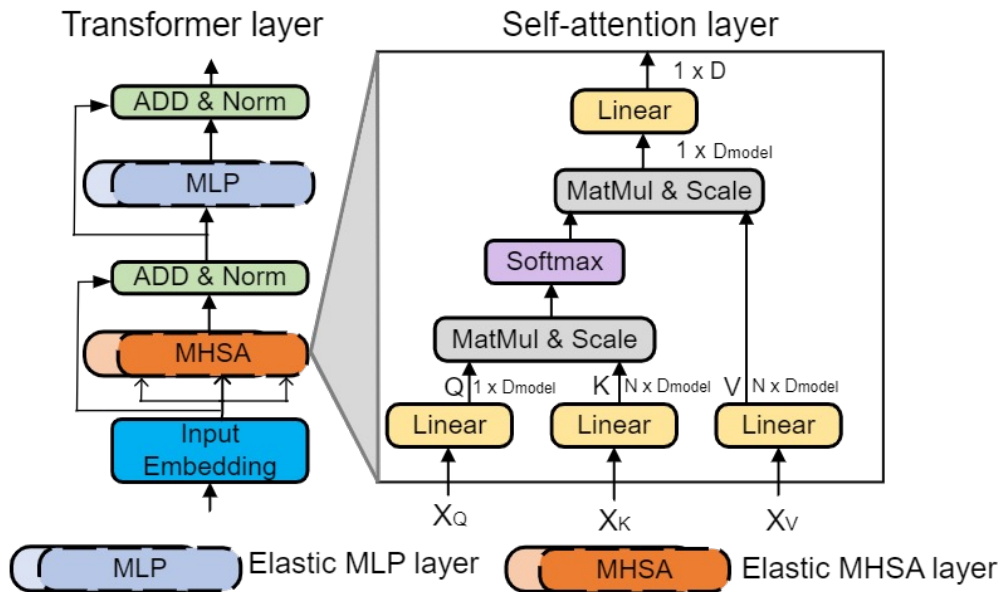 Transformer layer
ADD & Norm
MLP
ADD & Norm
MHSA
Input
Embedding
Self-attention layer
1 x D
Linear
1 x Dmodel
MatMul & Scale
Softmax
MatMul & Scale
Q 1 x Dmodel K N x Dmodel V N x Dmodel
Linear Linear Linear
XQ XK XV
MLP Elastic MLP layer MHSA Elastic MHSA layer